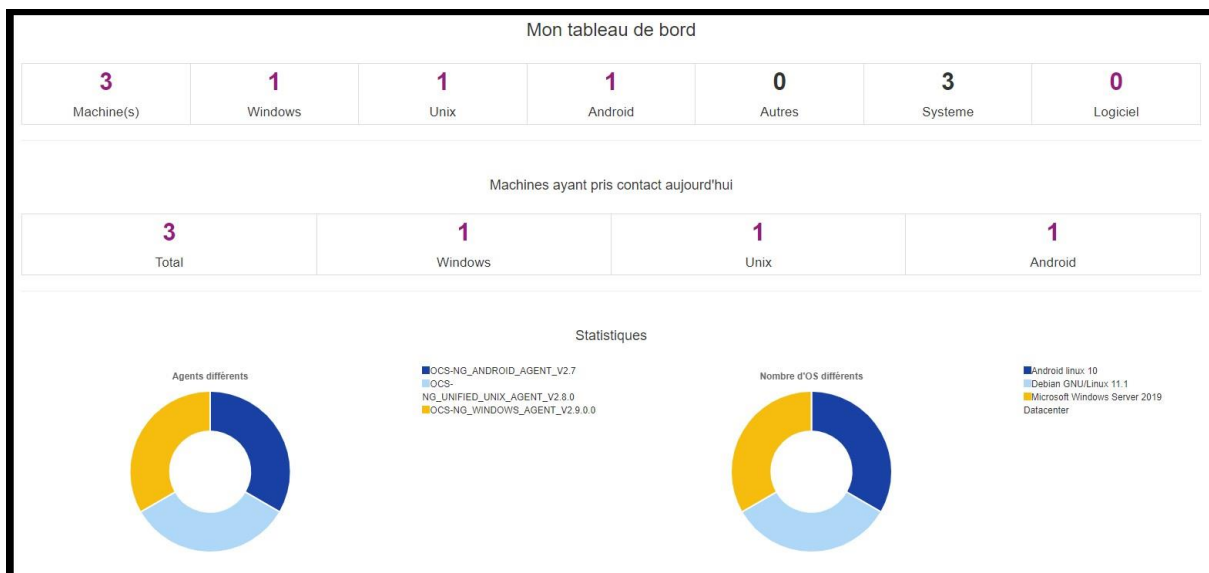 Mon tableau de bord
3 1 1 1 0 3 0
Machine(s) Windows Unix Android Autres Systeme Logiciel
Machines ayant pris contact aujourd'hui
3 1 1 1
Total Windows Unix Android
Statistiques
Agents différents
OCS-NG_ANDROID_AGENT_V2.7
OCS-
NG_UNIFIED_UNIX_AGENT_V2.8.0
OCS-NG_WINDOWS_AGENT_V2.9.0.0
Nombre d'OS différents
Android linux 10
Debian GNU/Linux 11.1
Microsoft Windows Server 2019
Datacenter